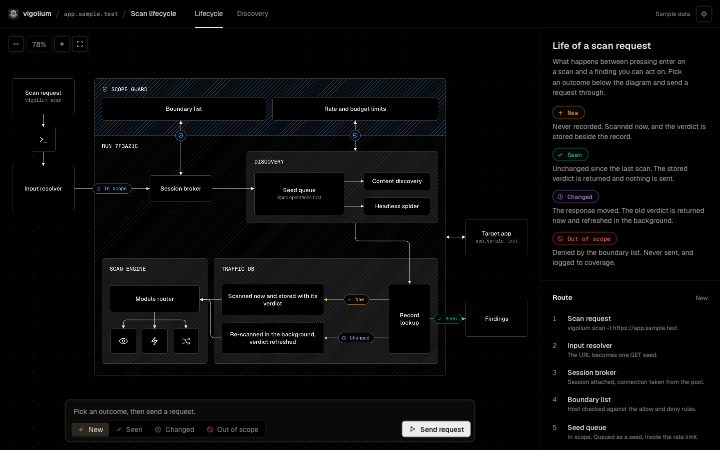 vigolium / app.sample.test / Scan lifecycle Lifecycle Discovery Sample data
78%
Scan request
vigolium scan
>_
Input resolver
In scope
SCOPE GUARD
Boundary list
Rate and budget limits
RUN 7F3A21C
Session broker
DISCOVERY
Seed queue
Spec operations first
Content discovery
Headless spider
Target app
app.sample.test
SCAN ENGINE
Module router
TRAFFIC DB
Scanned now and stored with its
verdict
New
Re-scanned in the background,
verdict refreshed
Changed
Record
lookup
Seen
Findings
Pick an outcome, then send a request.
New Seen Changed Out of scope
Send request
Life of a scan request
What happens between pressing enter on
a scan and a finding you can act on. Pick
an outcome below the diagram and send a
request through.
New
Never recorded. Scanned now, and the verdict is
stored beside the record.
Seen
Unchanged since the last scan. The stored
verdict is returned and nothing is sent.
Changed
The response moved. The old verdict is returned
now and refreshed in the background.
Out of scope
Denied by the boundary list. Never sent, and
logged to coverage.
Route New
1 Scan request
vigolium scan -t https://app.sample.test
2 Input resolver
The URL becomes one GET seed.
3 Session broker
Session attached, connection taken from the pool.
4 Boundary list
Host checked against the allow and deny rules.
5 Seed queue
In scope. Queued as a seed, inside the rate limit.